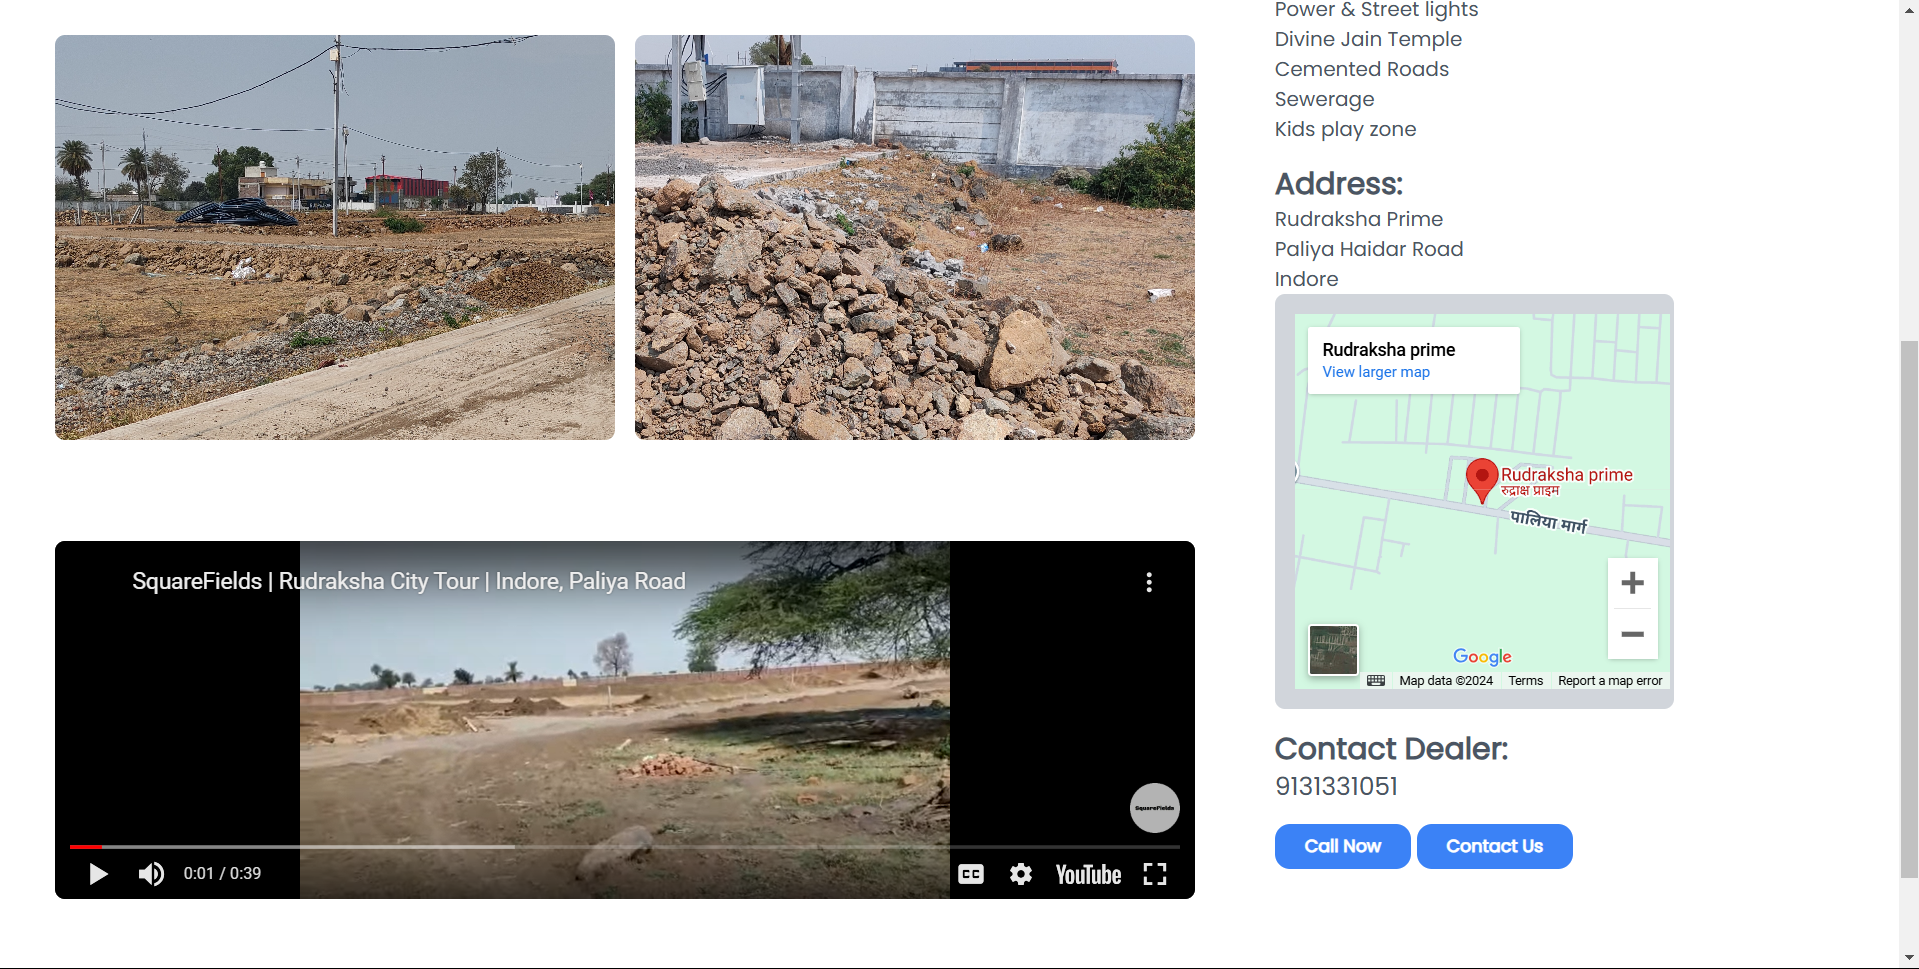 Power & Street lights
Divine Jain Temple
Cemented Roads
Sewerage
Kids play zone
Address:
Rudraksha Prime
Paliya Haidar Road
Indore
Rudraksha prime
View larger map
Rudraksha prime
रुद्राक्ष प्राइम
पालिया मार्ग
Google
Map data ©2024 Terms Report a map error
SquareFields | Rudraksha City Tour | Indore, Paliya Road
SquareFields
0:01 / 0:39
CC
YouTube
Contact Dealer:
9131331051
Call Now Contact Us